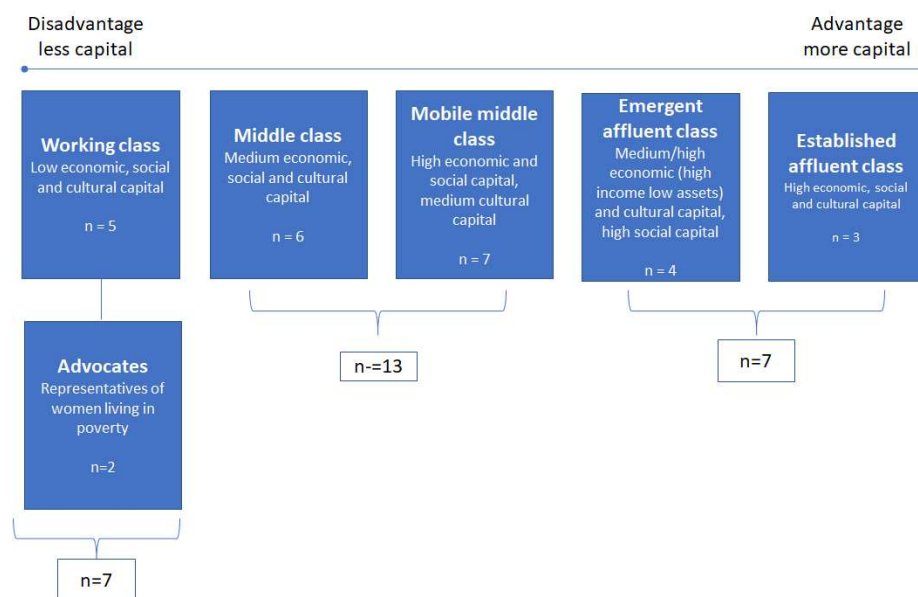 Disadvantage
less capital
Advantage
more capital
Working class
Low economic, social
and cultural capital
n = 5
Middle class
Medium economic,
social and cultural
capital
n = 6
Mobile middle
class
High economic and
social capital,
medium cultural
capital
n = 7
Emergent
affluent class
Medium/high
economic (high
income low assets)
and cultural capital,
high social capital
n = 4
Established
affluent class
High economic, social
and cultural capital
n = 3
Advocates
Representatives of
women living in
poverty
n=2
n-=13
n=7
n=7